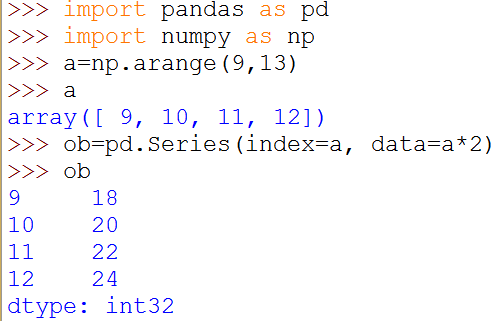 >>> import pandas as pd
>>> import numpy as np
>>> a=np.arange(9,13)
>>> a
array([ 9, 10, 11, 12])
>>> ob=pd.Series(index=a, data=a*2)
>>> ob
9     18
10    20
11    22
12    24
dtype: int32